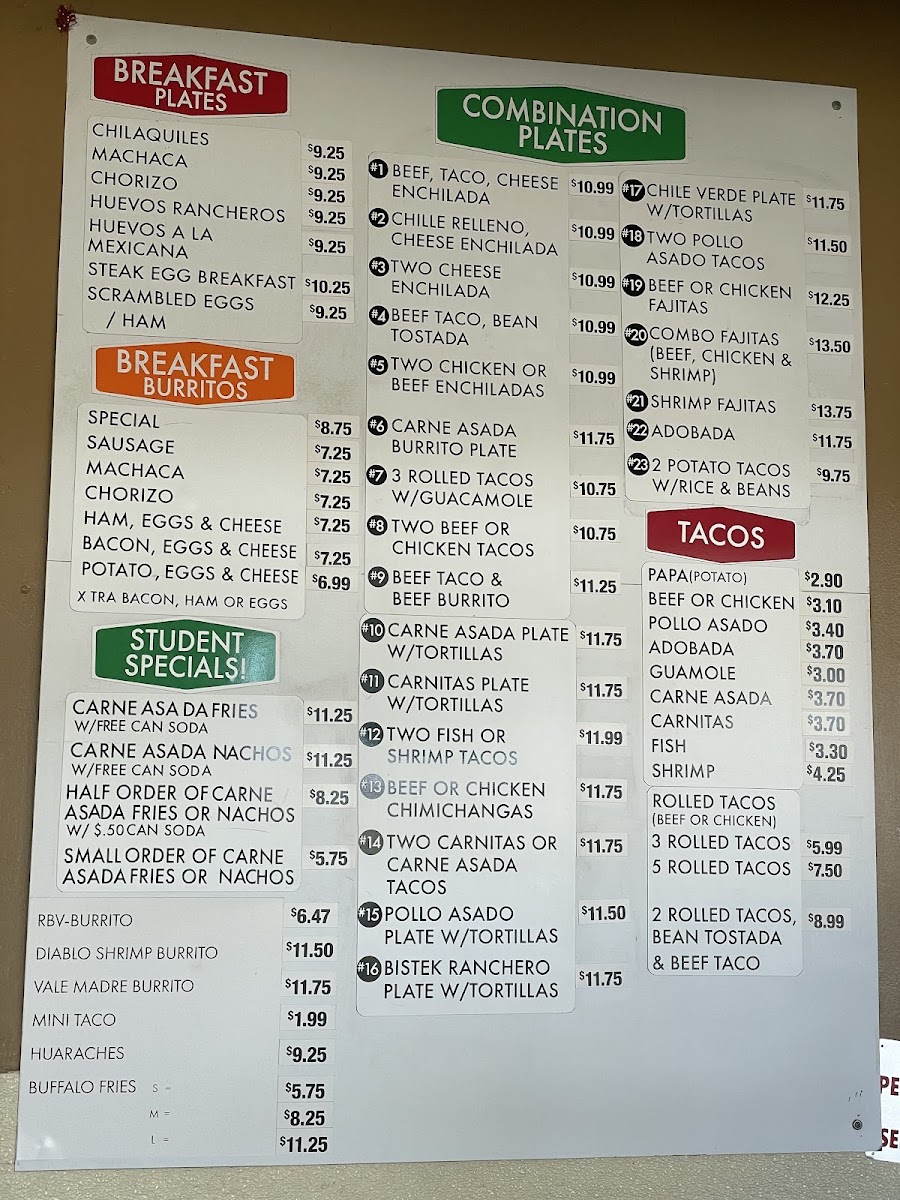 BREAKFAST
PLATES
CHILAQUILES $9.25
MACHACA $9.25
CHORIZO $9.25
HUEVOS RANCHEROS $9.25
HUEVOS A LA
MEXICANA $9.25
STEAK EGG BREAKFAST $10.25
SCRAMBLED EGGS $9.25
/ HAM
BREAKFAST
BURRITOS
SPECIAL $8.75
SAUSAGE $7.25
MACHACA $7.25
CHORIZO $7.25
HAM, EGGS & CHEESE $7.25
BACON, EGGS & CHEESE $7.25
POTATO, EGGS & CHEESE $6.99
X TRA BACON, HAM OR EGGS
STUDENT
SPECIALS!
CARNE ASADA FRIES $11.25
W/FREE CAN SODA
CARNE ASADA NACHOS $11.25
W/FREE CAN SODA
HALF ORDER OF CARNE $8.25
ASADA FRIES OR NACHOS
W/ $.50 CAN SODA
SMALL ORDER OF CARNE $5.75
ASADA FRIES OR NACHOS
RBV-BURRITO $6.47
DIABLO SHRIMP BURRITO $11.50
VALE MADRE BURRITO $11.75
MINI TACO $1.99
HUARACHES $9.25
BUFFALO FRIES S = $5.75
M = $8.25
L = $11.25
COMBINATION
PLATES
#1 BEEF, TACO, CHEESE $10.99
ENCHILADA
#2 CHILLE RELLENO, $10.99
CHEESE ENCHILADA
#3 TWO CHEESE $10.99
ENCHILADA
#4 BEEF TACO, BEAN $10.99
TOSTADA
#5 TWO CHICKEN OR $10.99
BEEF ENCHILADAS
#6 CARNE ASADA $11.75
BURRITO PLATE
#7 3 ROLLED TACOS $10.75
W/GUACAMOLE
#8 TWO BEEF OR $10.75
CHICKEN TACOS
#9 BEEF TACO & $11.25
BEEF BURRITO
#10 CARNE ASADA PLATE $11.75
W/TORTILLAS
#11 CARNITAS PLATE $11.75
W/TORTILLAS
#12 TWO FISH OR $11.99
SHRIMP TACOS
#13 BEEF OR CHICKEN $11.75
CHIMICHANGAS
#14 TWO CARNITAS OR $11.75
CARNE ASADA
TACOS
#15 POLLO ASADO $11.50
PLATE W/TORTILLAS
#16 BISTEK RANCHERO $11.75
PLATE W/TORTILLAS
#17 CHILE VERDE PLATE $11.75
W/TORTILLAS
#18 TWO POLLO $11.50
ASADO TACOS
#19 BEEF OR CHICKEN $12.25
FAJITAS
#20 COMBO FAJITAS $13.50
(BEEF, CHICKEN &
SHRIMP)
#21 SHRIMP FAJITAS $13.75
#22 ADOBADA $11.75
#23 2 POTATO TACOS $9.75
W/RICE & BEANS
TACOS
PAPA(POTATO) $2.90
BEEF OR CHICKEN $3.10
POLLO ASADO $3.40
ADOBADA $3.70
GUAMOLE $3.00
CARNE ASADA $3.70
CARNITAS $3.70
FISH $3.30
SHRIMP $4.25
ROLLED TACOS
(BEEF OR CHICKEN)
3 ROLLED TACOS $5.99
5 ROLLED TACOS $7.50
2 ROLLED TACOS, $8.99
BEAN TOSTADA
& BEEF TACO
PE
SE